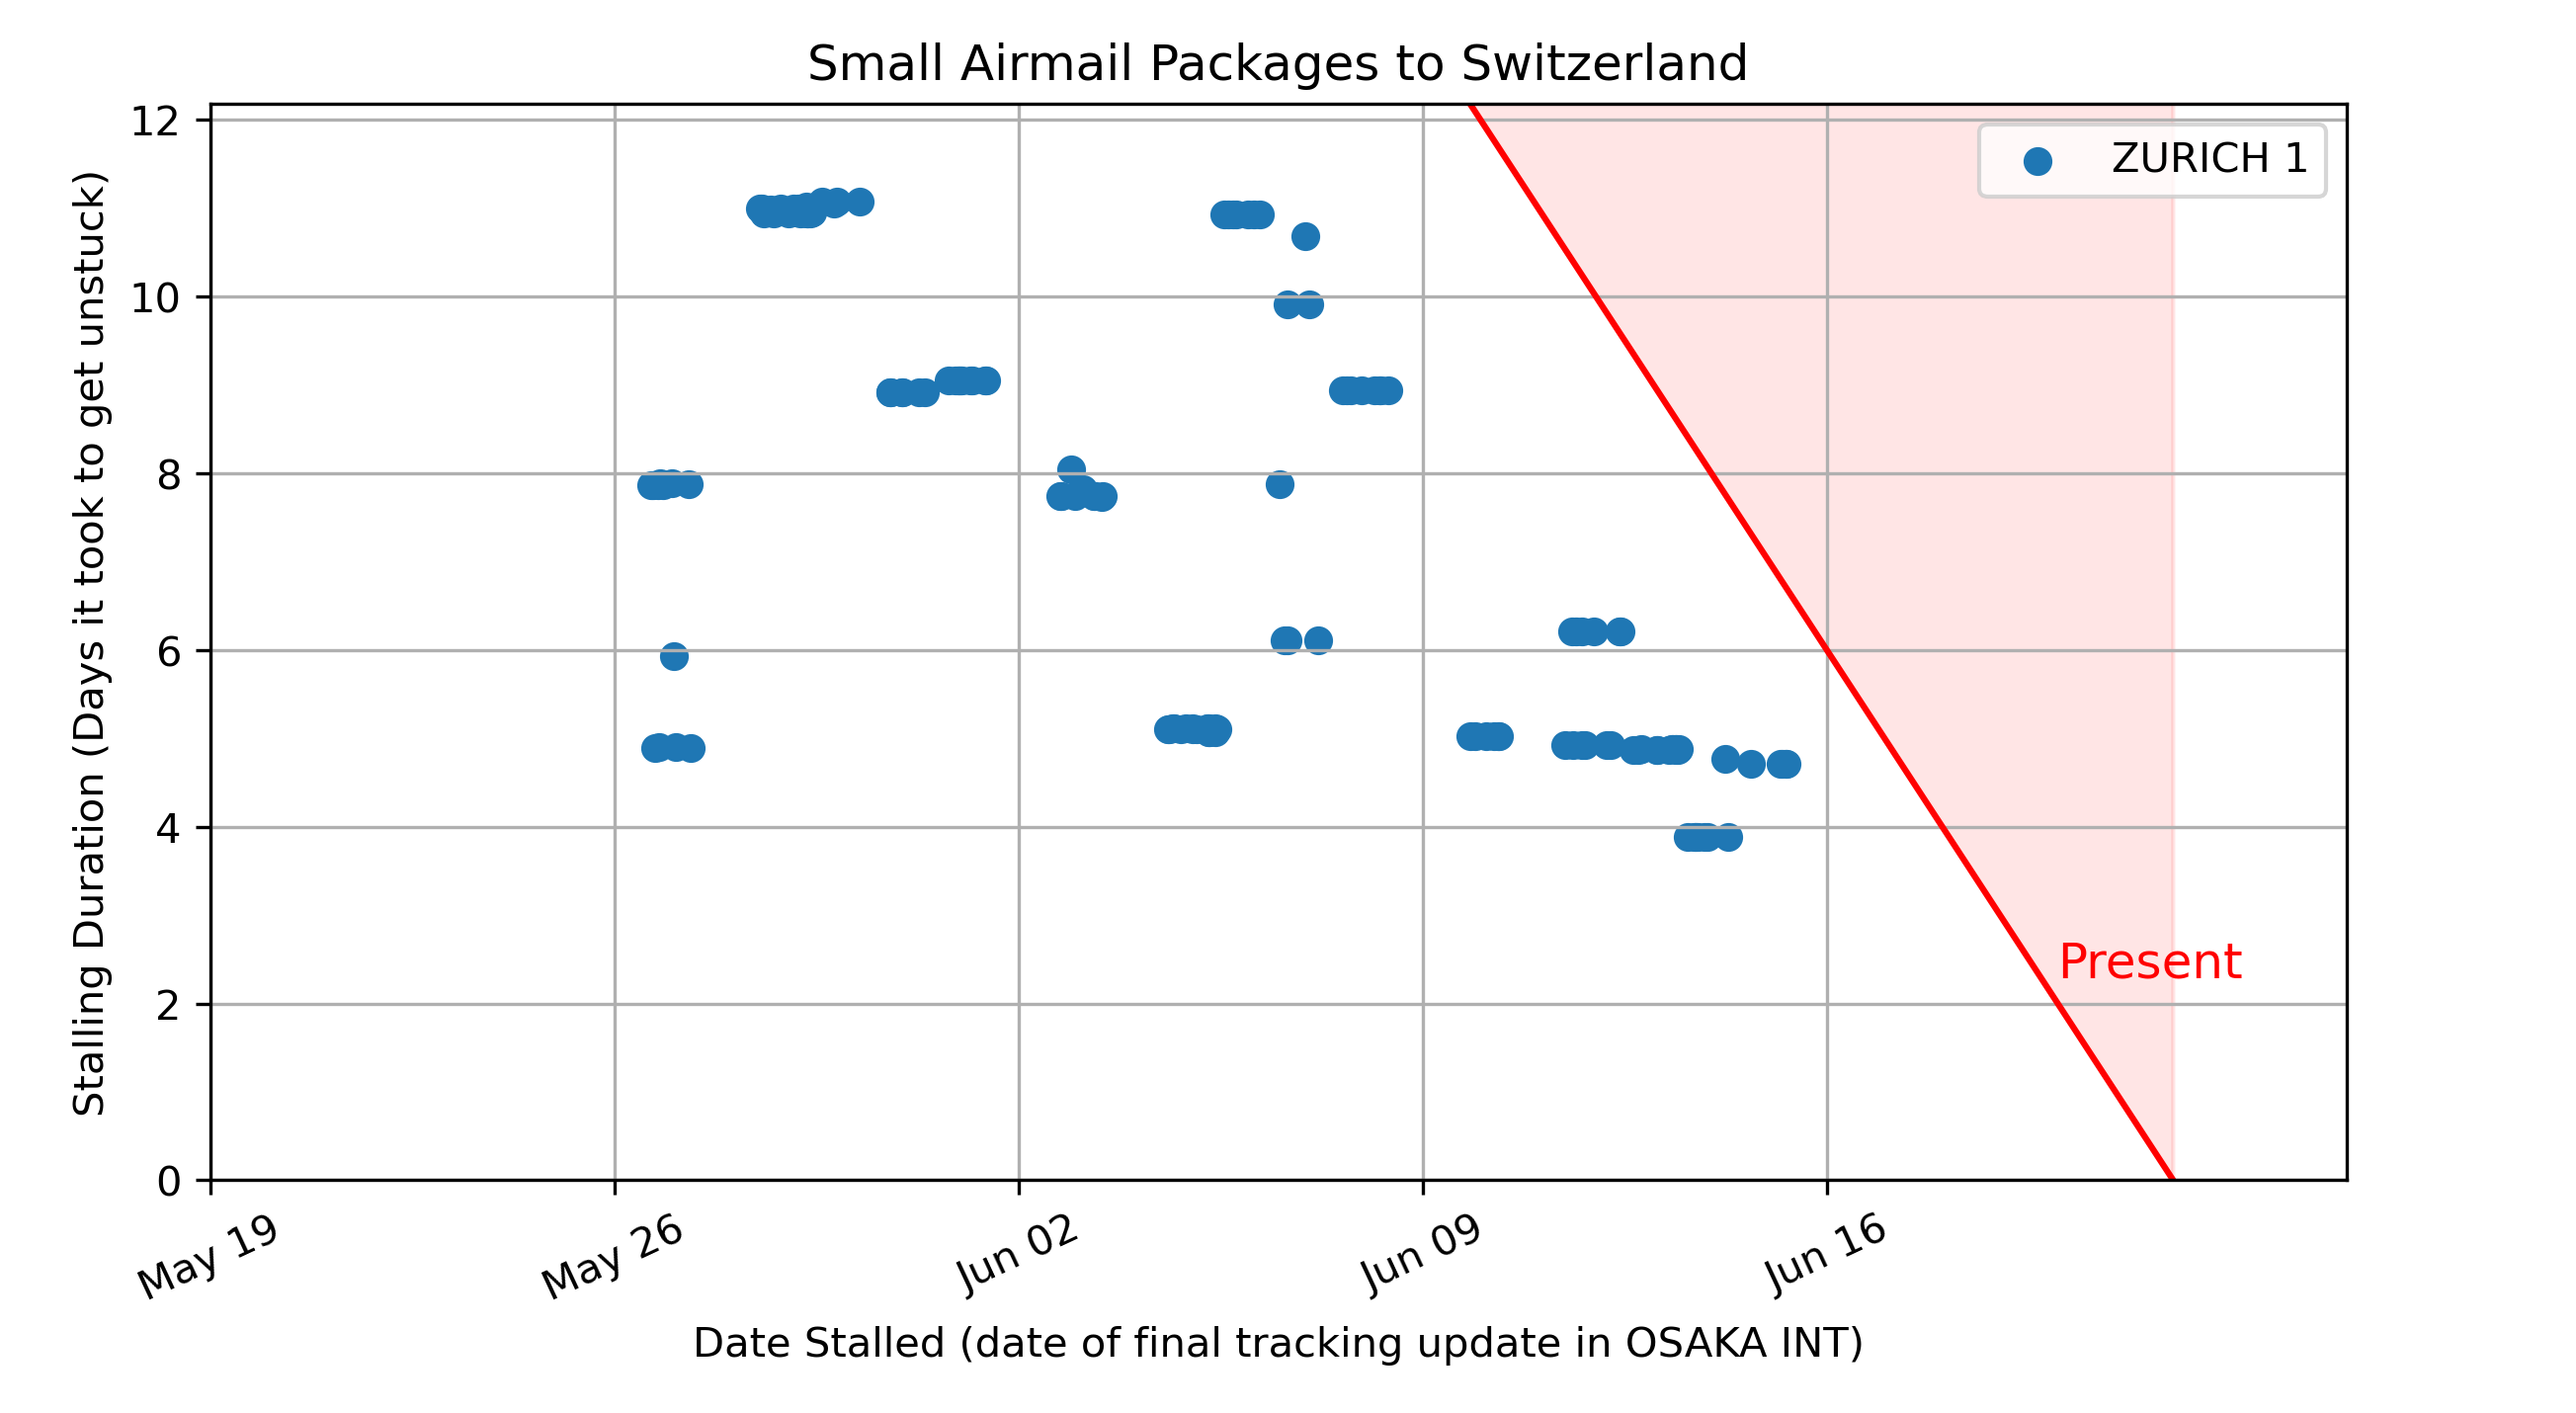 Small Airmail Packages to Switzerland
Stalling Duration (Days it took to get unstuck)
12
10
8
6
4
2
0
ZURICH 1
Present
May 19
May 26
Jun 02
Jun 09
Jun 16
Date Stalled (date of final tracking update in OSAKA INT)